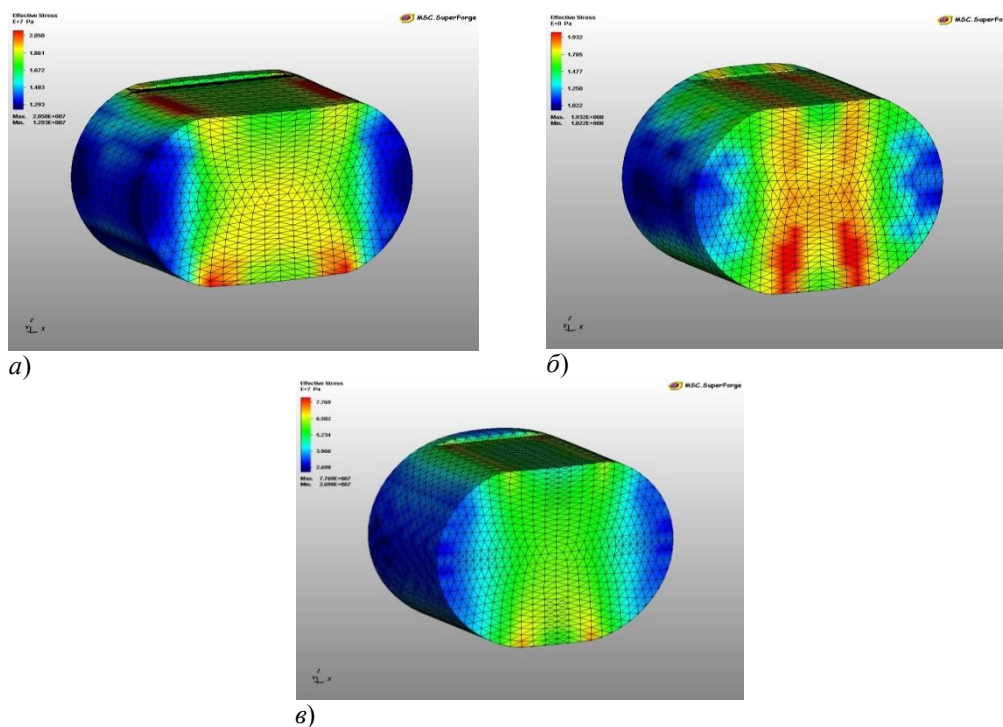 Effective Stress
E+7 Pa
2.050
1.861
1.672
1.483
1.293
Max. 2.050E+007
Min. 1.293E+007
MSC.SuperForge
Z
Y X
а)
Effective Stress
E+8 Pa
1.932
1.705
1.477
1.250
1.022
Max. 1.932E+008
Min. 1.022E+008
MSC.SuperForge
Z
Y X
б)
Effective Stress
E+7 Pa
7.769
6.502
5.234
3.966
2.698
Max. 7.769E+007
Min. 2.698E+007
MSC.SuperForge
Z
Y X
в)